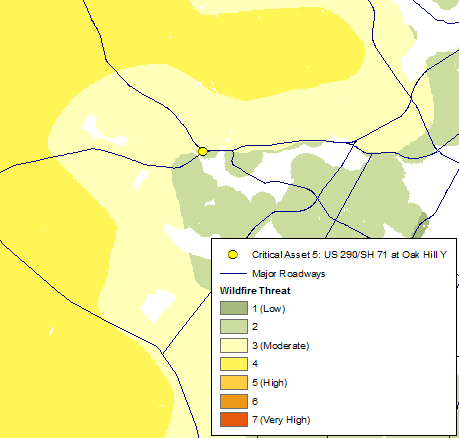 Critical Asset 5: US 290/SH 71 at Oak Hill Y
Major Roadways
Wildfire Threat
1 (Low)
2
3 (Moderate)
4
5 (High)
6
7 (Very High)